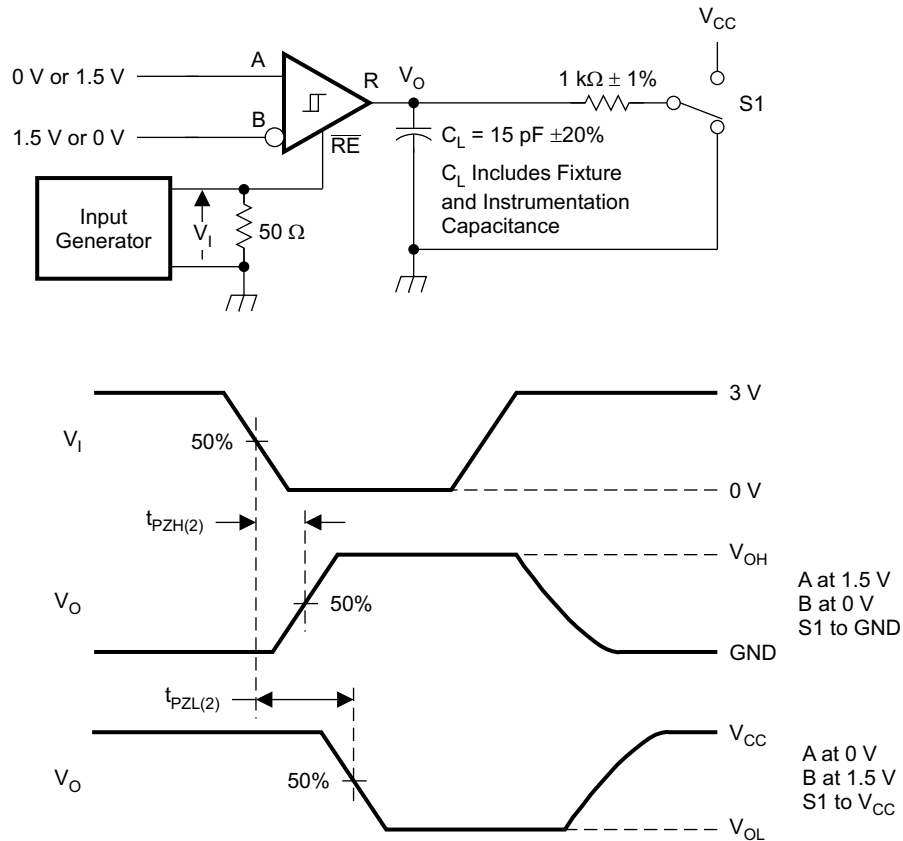 V_CC
0 V or 1.5 V
A
R
V_O
1 kΩ ± 1%
S1
1.5 V or 0 V
B
R̅E̅
C_L = 15 pF ±20%
C_L Includes Fixture
and Instrumentation
Capacitance
Input
Generator
V_I
50 Ω
V_I
50%
3 V
0 V
t_PZH(2)
V_O
50%
V_OH
GND
A at 1.5 V
B at 0 V
S1 to GND
t_PZL(2)
V_O
50%
V_CC
V_OL
A at 0 V
B at 1.5 V
S1 to V_CC